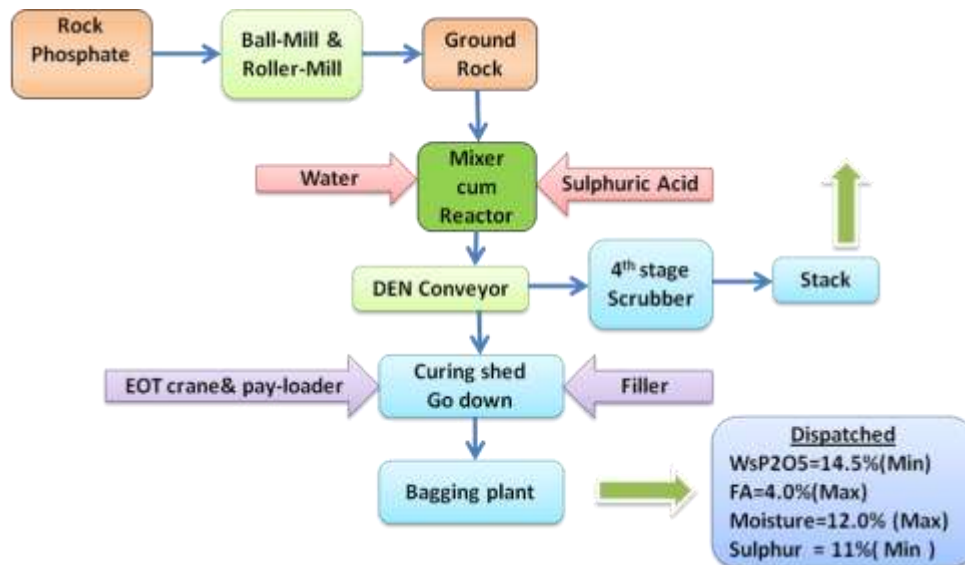 Rock
Phosphate
Ball-Mill &
Roller-Mill
Ground
Rock
Water
Mixer
cum
Reactor
Sulphuric Acid
DEN Conveyor
4th stage
Scrubber
Stack
EOT crane& pay-loader
Curing shed
Go down
Filler
Bagging plant
Dispatched
WsP2O5=14.5%(Min)
FA=4.0%(Max)
Moisture=12.0% (Max)
Sulphur = 11%( Min )